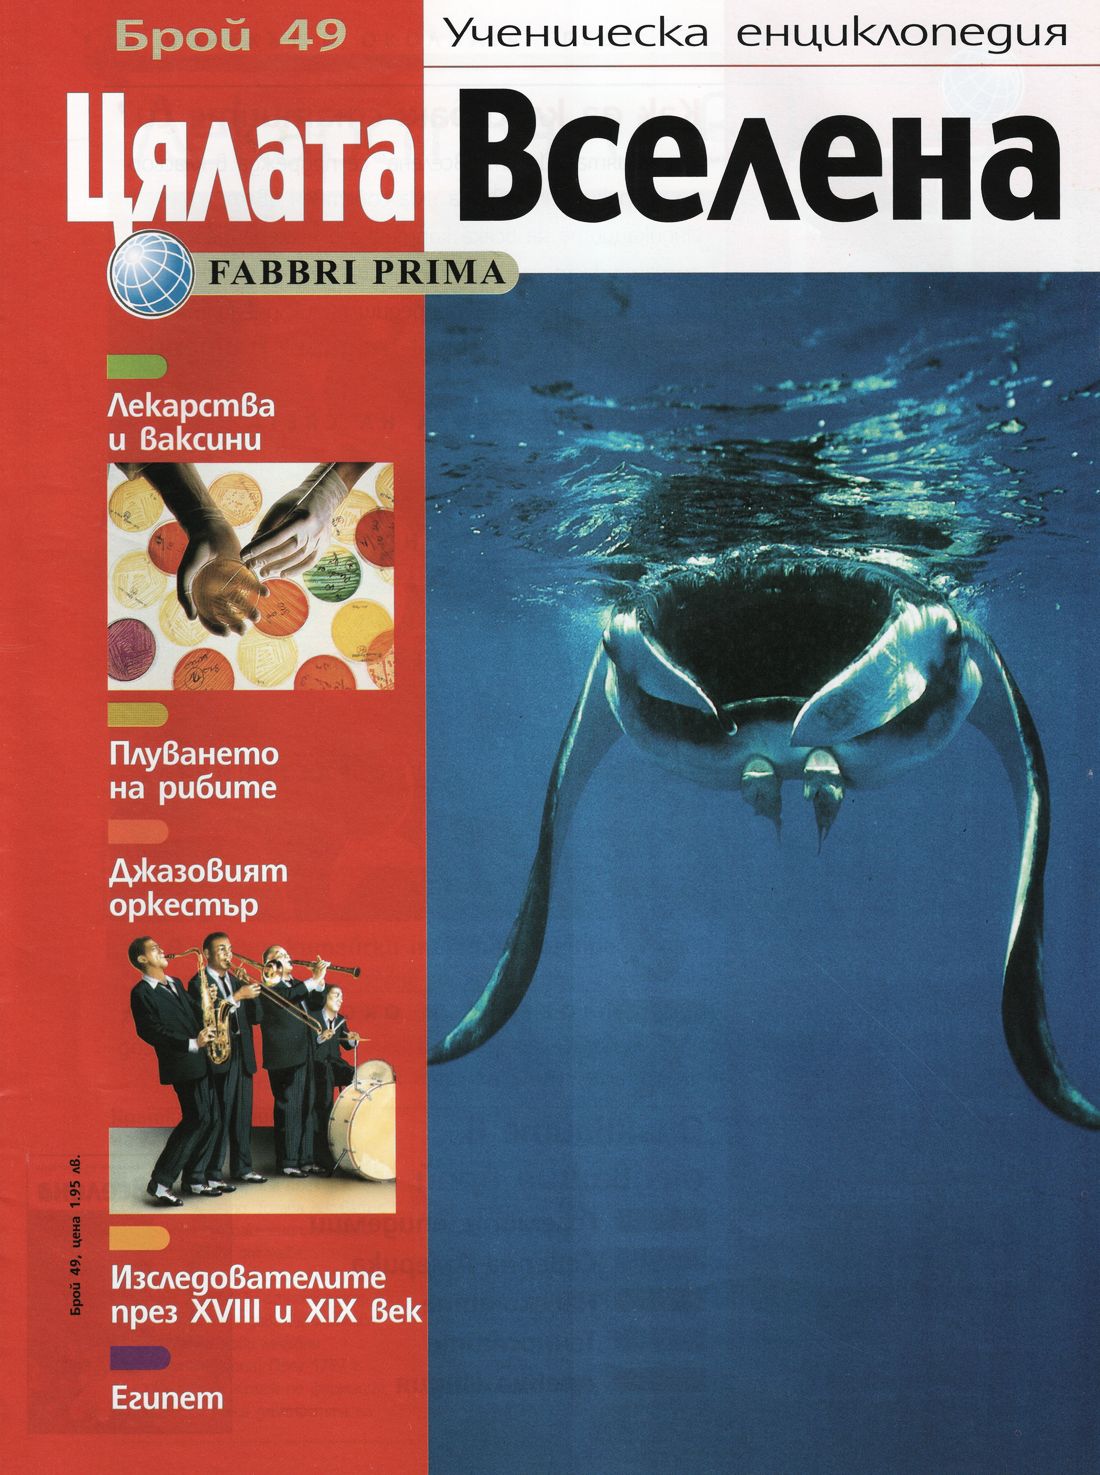 Брой 49
Ученическа енциклопедия
Цялата Вселена
FABBRI PRIMA
Лекарства
и ваксини
Плуването
на рибите
Джазовият
оркестър
Изследователите
през XVIII и XIX век
Египет
Брой 49, цена 1.95 лв.